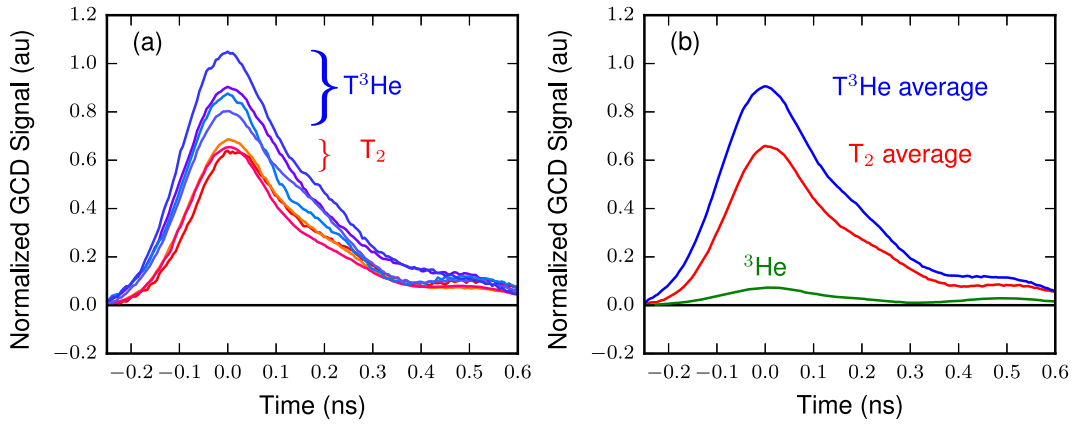 Normalized GCD Signal (au)
1.2
1.0
0.8
0.6
0.4
0.2
0.0
−0.2
(a)
T³He
T₂
−0.2 −0.1 0.0 0.1 0.2 0.3 0.4 0.5 0.6
Time (ns)
Normalized GCD Signal (au)
1.2
1.0
0.8
0.6
0.4
0.2
0.0
−0.2
(b)
T³He average
T₂ average
³He
−0.2 −0.1 0.0 0.1 0.2 0.3 0.4 0.5 0.6
Time (ns)